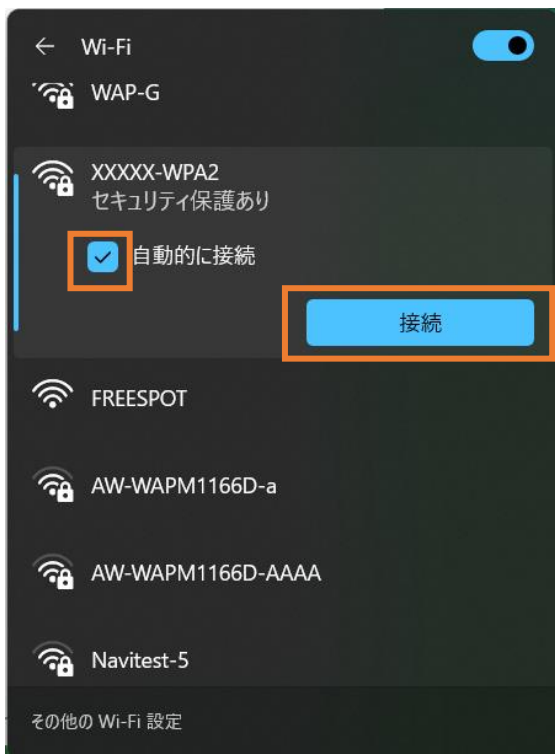 Wi-Fi
WAP-G
XXXXX-WPA2
セキュリティ保護あり
自動的に接続
接続
FREESPOT
AW-WAPM1166D-a
AW-WAPM1166D-AAAA
Navitest-5
その他の Wi-Fi 設定